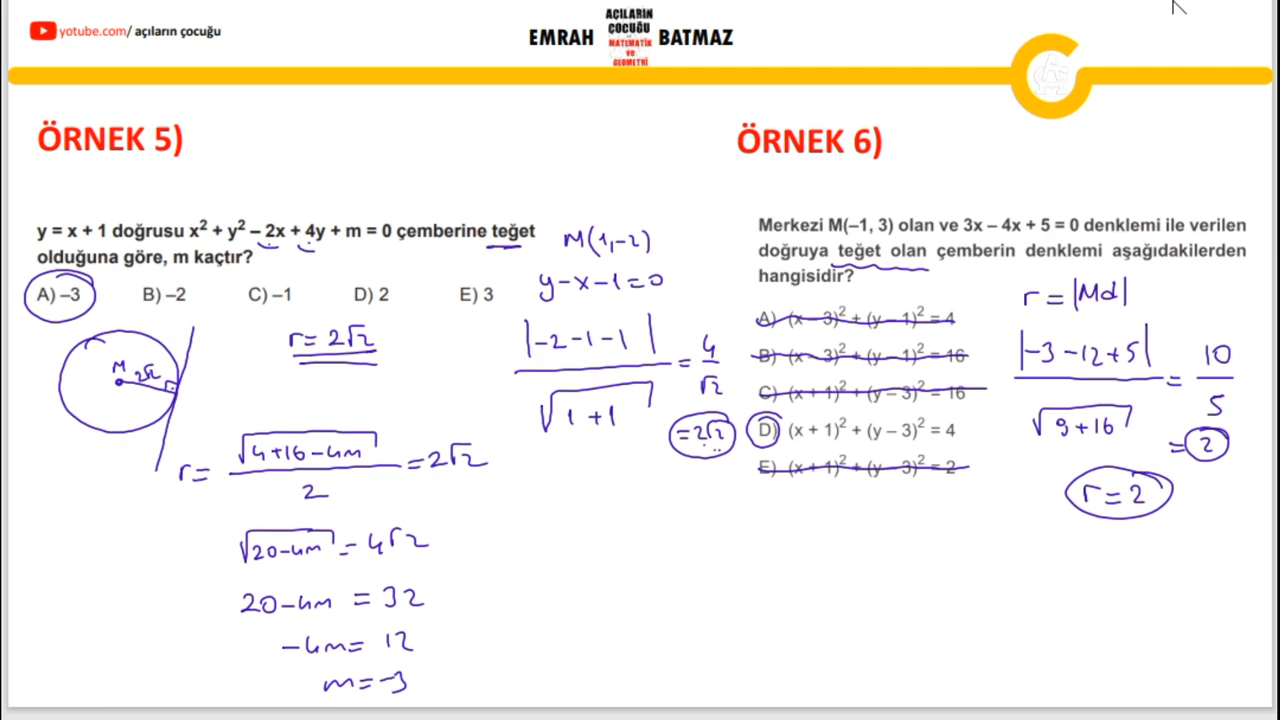 yotube.com/ açıların çocuğu
EMRAH
AÇILARIN
ÇOCUĞU
MATEMATİK
ve
GEOMETRİ
BATMAZ
ÖRNEK 5)
y = x + 1 doğrusu x² + y² – 2x + 4y + m = 0 çemberine teğet
olduğuna göre, m kaçtır?
A) –3 B) –2 C) –1 D) 2 E) 3
M(1,-2)
y-x-1=0
|-2-1-1| / √1+1 = 4/√2
=2√2
r=2√2
M 2√2
r= √4+16-4m / 2 =2√2
√20-4m = 4√2
20-4m = 32
-4m= 12
m=-3
ÖRNEK 6)
Merkezi M(–1, 3) olan ve 3x – 4x + 5 = 0 denklemi ile verilen
doğruya teğet olan çemberin denklemi aşağıdakilerden
hangisidir?
A) (x – 3)² + (y – 1)² = 4
B) (x – 3)² + (y – 1)² = 16
C) (x + 1)² + (y – 3)² = 16
D) (x + 1)² + (y – 3)² = 4
E) (x + 1)² + (y – 3)² = 2
r = |Md|
|-3-12+5| / √9+16 = 10/5
=2
r=2